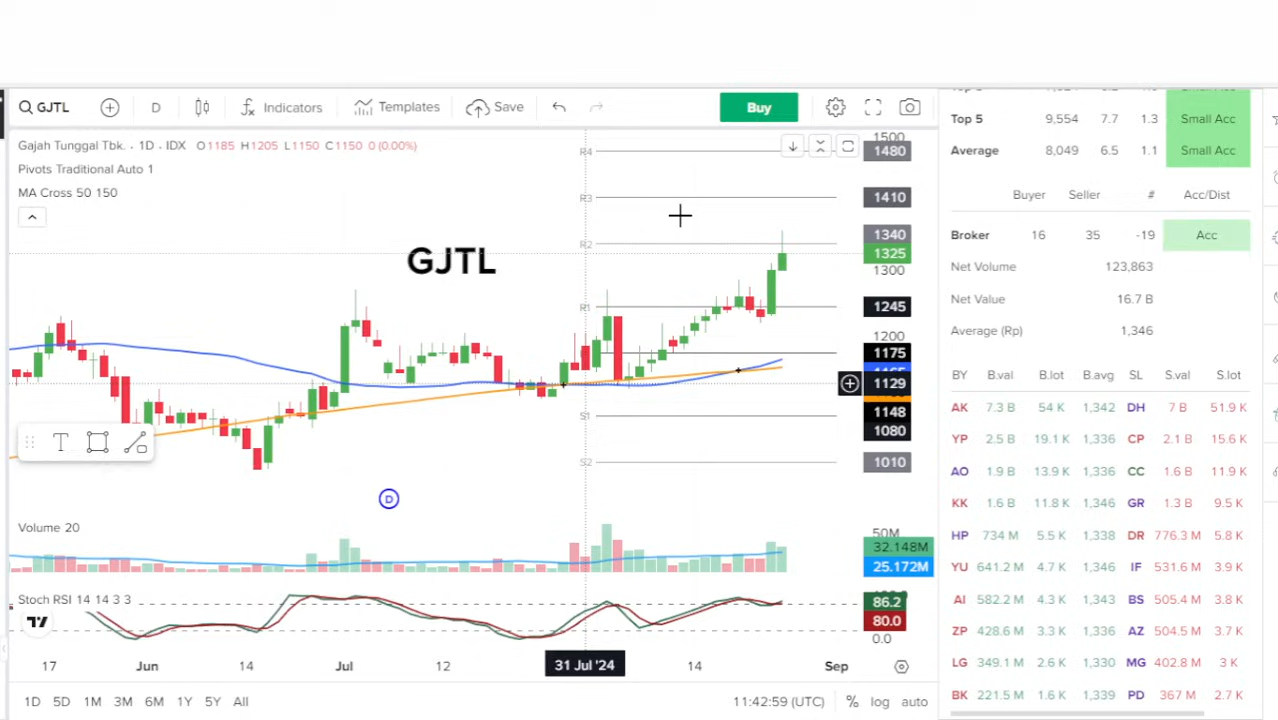 GJTL
D
Indicators
Templates
Save
Buy
Gajah Tunggal Tbk. · 1D · IDX O1185 H1205 L1150 C1150 0 (0.00%)
Pivots Traditional Auto 1
MA Cross 50 150
GJTL
R4
R3
R2
R1
S1
S2
D
1500
1480
1410
1340
1325
1300
1245
1200
1175
1129
1148
1080
1010
Volume 20
50M
32.148M
25.172M
Stoch RSI 14 14 3 3
86.2
80.0
0.0
17 Jun 14 Jul 12 31 Jul '24 14 Sep
1D 5D 1M 3M 6M 1Y 5Y All
11:42:59 (UTC) % log auto
Top 5 9,554 7.7 1.3 Small Acc
Average 8,049 6.5 1.1 Small Acc
Buyer Seller # Acc/Dist
Broker 16 35 -19 Acc
Net Volume 123,863
Net Value 16.7 B
Average (Rp) 1,346
BY B.val B.lot B.avg SL S.val S.lot
AK 7.3 B 54 K 1,342 DH 7 B 51.9 K
YP 2.5 B 19.1 K 1,336 CP 2.1 B 15.6 K
AO 1.9 B 13.9 K 1,336 CC 1.6 B 11.9 K
KK 1.6 B 11.8 K 1,346 GR 1.3 B 9.5 K
HP 734 M 5.5 K 1,338 DR 776.3 M 5.8 K
YU 641.2 M 4.7 K 1,336 IF 531.6 M 3.9 K
AI 582.2 M 4.3 K 1,343 BS 505.4 M 3.8 K
ZP 428.6 M 3.3 K 1,336 AZ 504.5 M 3.7 K
LG 349.1 M 2.6 K 1,330 MG 402.8 M 3 K
BK 221.5 M 1.6 K 1,339 PD 367 M 2.7 K